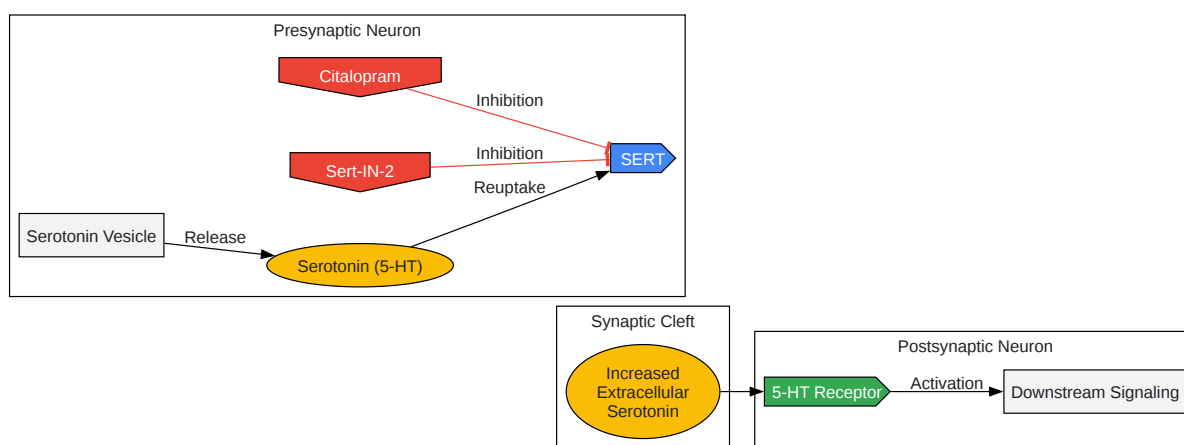 Presynaptic Neuron
Citalopram
Inhibition
Inhibition
SERT
Sert-IN-2
Reuptake
Serotonin Vesicle
Release
Serotonin (5-HT)
Synaptic Cleft
Increased
Extracellular
Serotonin
Postsynaptic Neuron
5-HT Receptor
Activation
Downstream Signaling